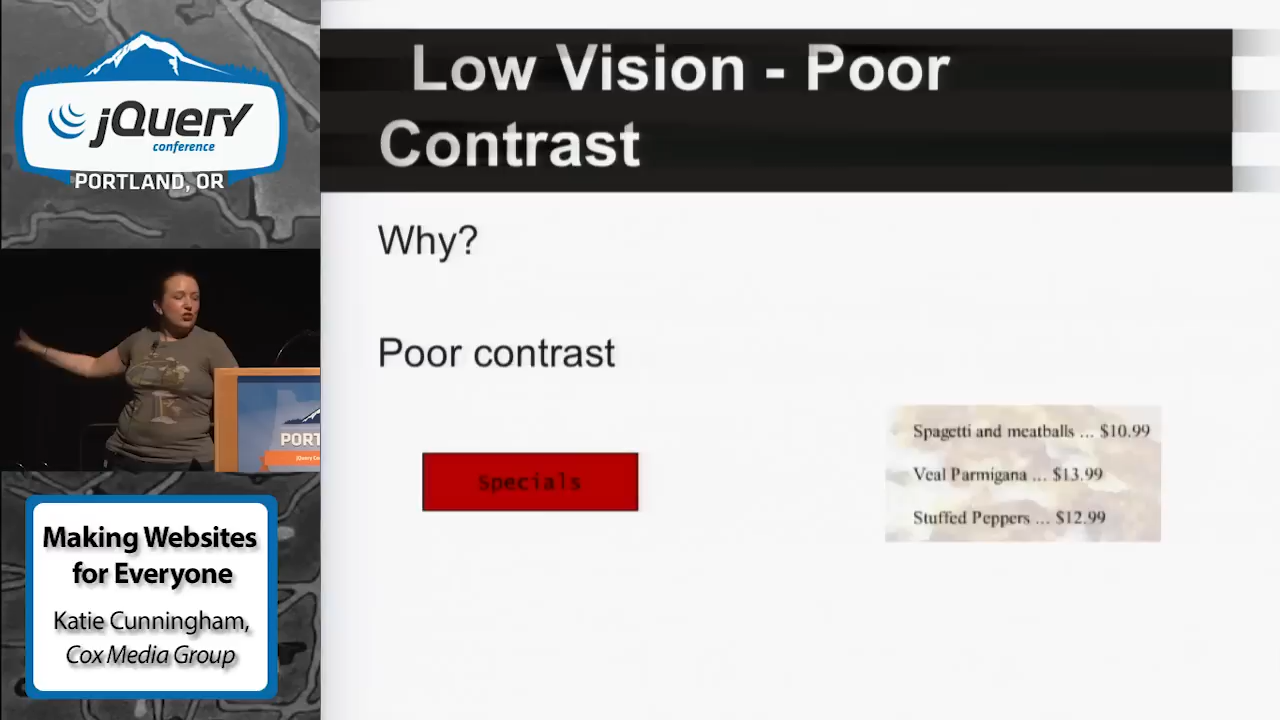 jQuery
conference
PORTLAND, OR
Low Vision - Poor
Contrast
Why?
Poor contrast
Specials
Spagetti and meatballs ... $10.99
Veal Parmigana ... $13.99
Stuffed Peppers ... $12.99
PORT
Making Websites
for Everyone
Katie Cunningham,
Cox Media Group